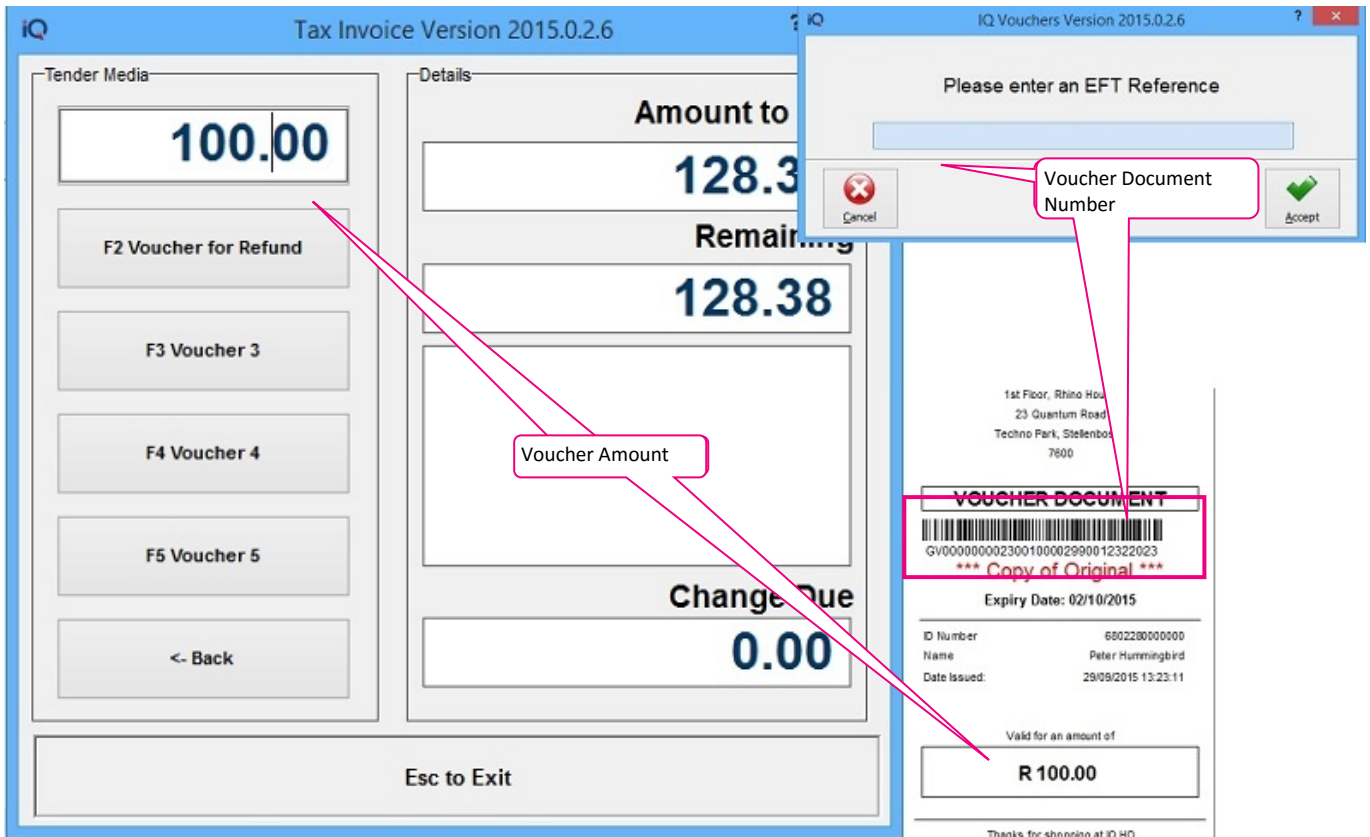 iQ
Tax Invoice Version 2015.0.2.6
Tender Media
100.00
F2 Voucher for Refund
F3 Voucher 3
F4 Voucher 4
F5 Voucher 5
<- Back
Details
Amount to
128.3
Remaining
128.38
Change Due
0.00
Esc to Exit
Voucher Amount
iQ
IQ Vouchers Version 2015.0.2.6
?
Please enter an EFT Reference
Cancel
Accept
Voucher Document
Number
1st Floor, Rhino Hou
23 Quantum Road
Techno Park, Stellenbos
7600
VOUCHER DOCUMENT
*** Copy of Original ***
Expiry Date: 02/10/2015
ID Number 6802280000000
Name Peter Hummingbird
Date Issued: 29/09/2015 13:23:11
Valid for an amount of
R 100.00
Thanks for shopping at IQ HQ